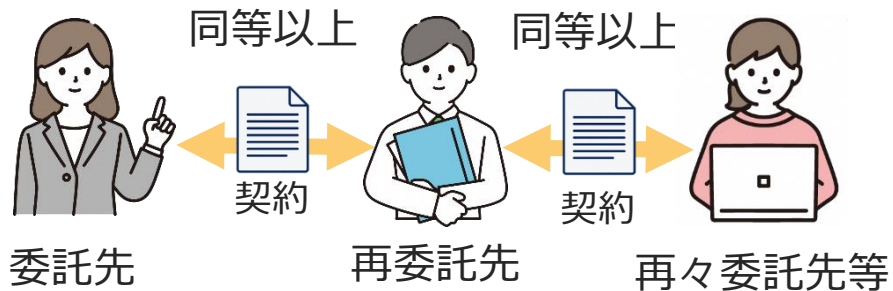 同等以上
同等以上
契約
契約
委託先
再委託先
再々委託先等